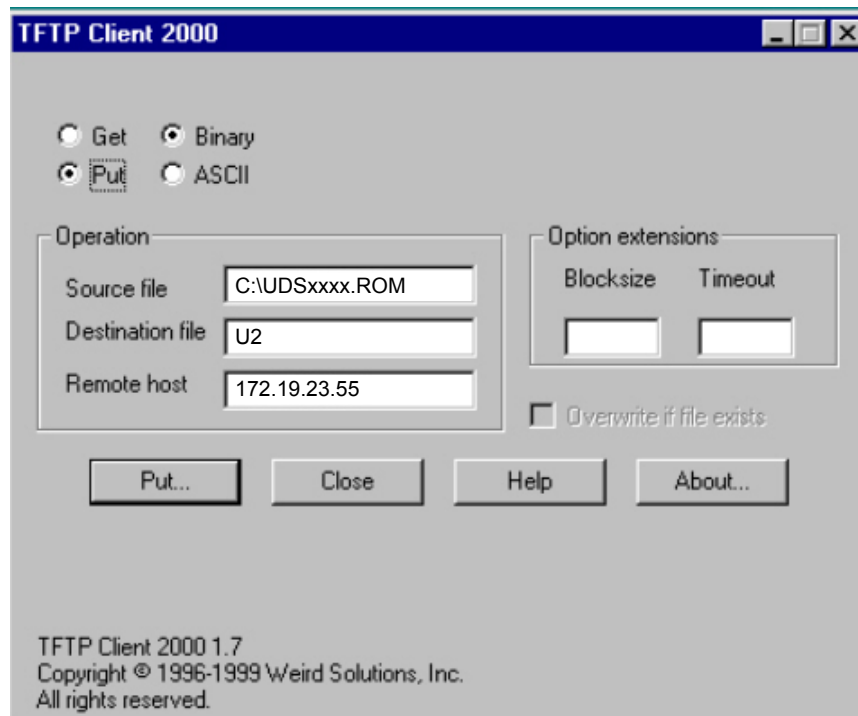 TFTP Client 2000
Get Binary
Put ASCII
Operation
Source file C:\UDSxxxx.ROM
Destination file U2
Remote host 172.19.23.55
Option extensions
Blocksize Timeout
Overwrite if file exists
Put... Close Help About...
TFTP Client 2000 1.7
Copyright © 1996-1999 Weird Solutions, Inc.
All rights reserved.